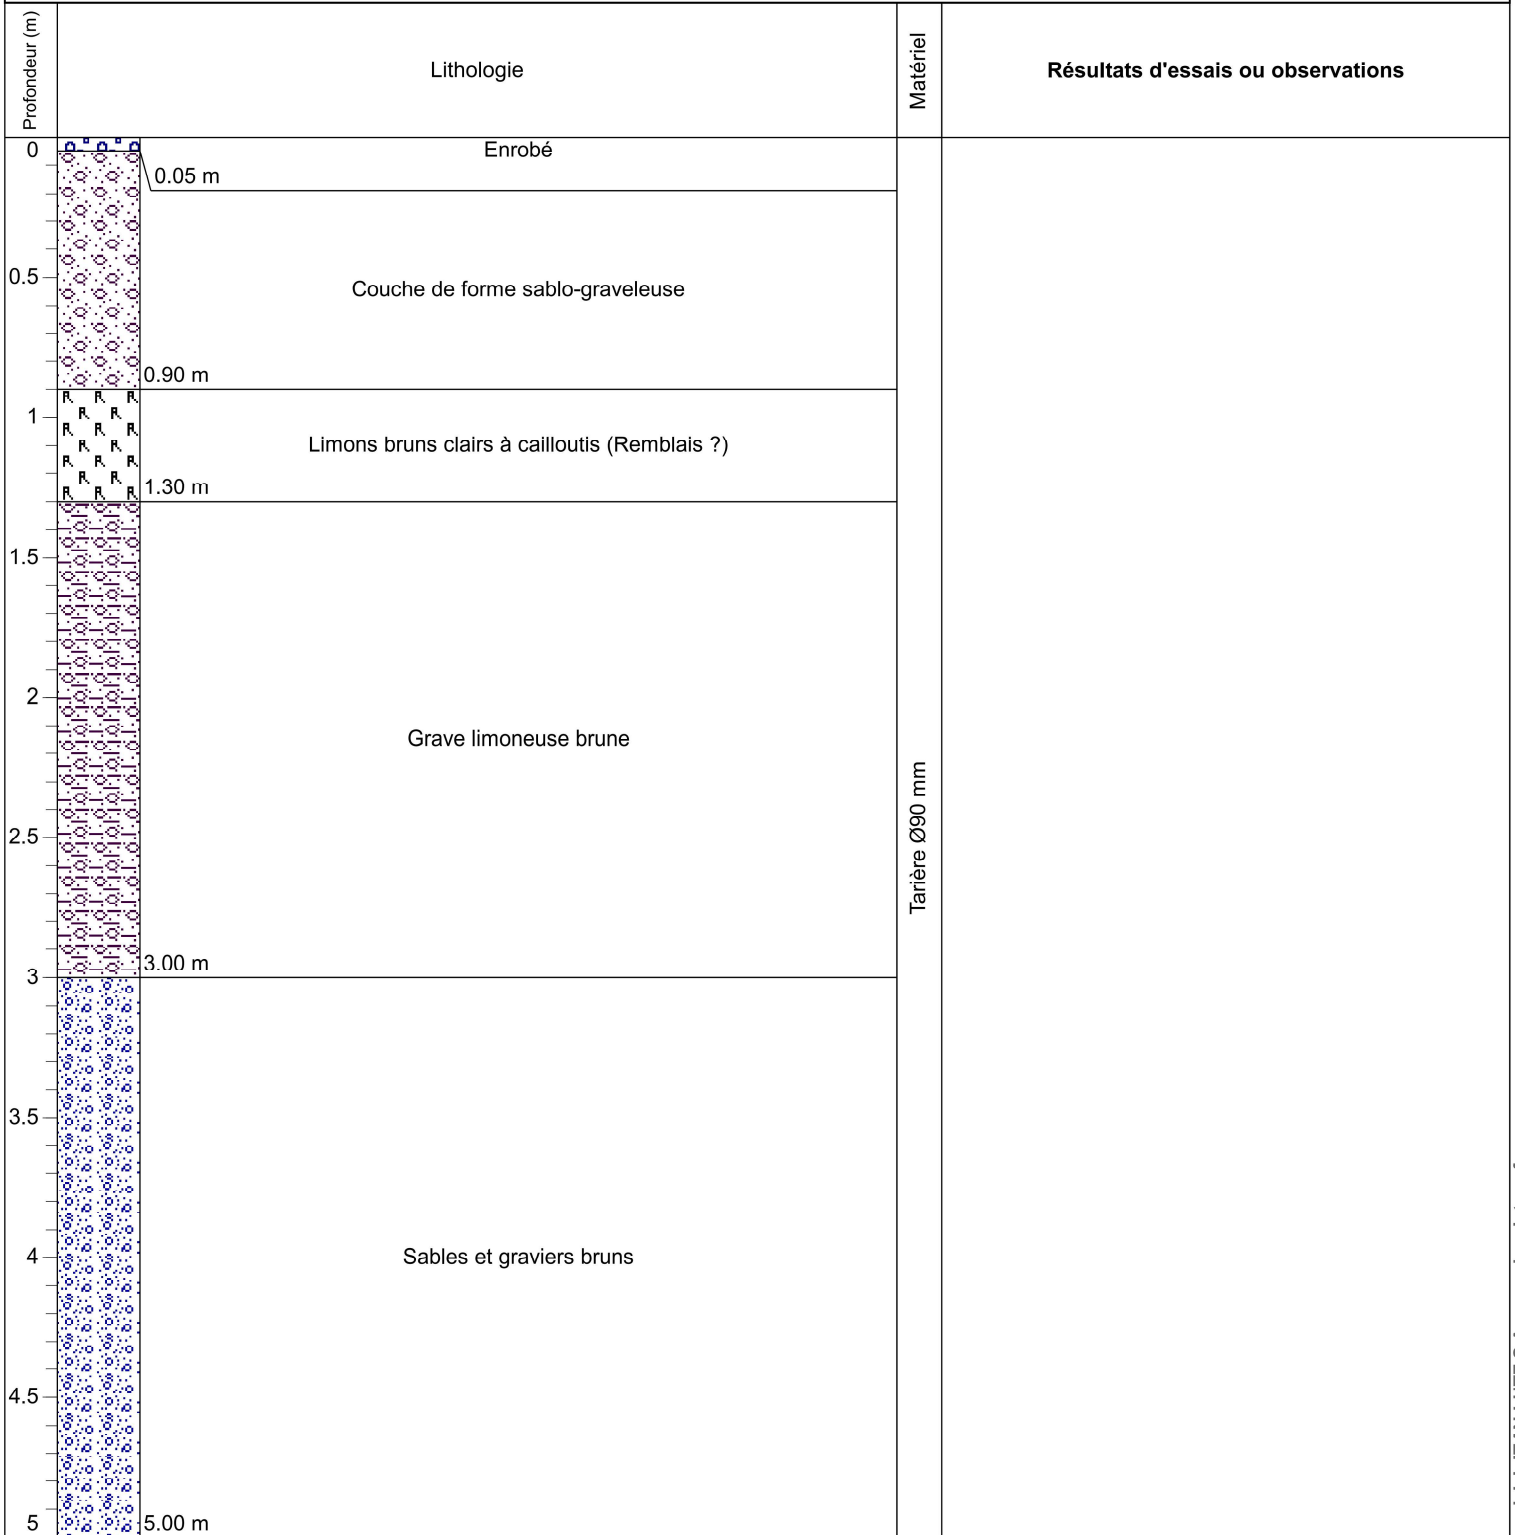 Profondeur (m)
Lithologie
Matériel
Résultats d'essais ou observations
0
Enrobé
0.05 m
0.5
Couche de forme sablo-graveleuse
0.90 m
1
Limons bruns clairs à cailloutis (Remblais ?)
1.30 m
1.5
2
Grave limoneuse brune
2.5
Tarière Ø90 mm
3.00 m
3
3.5
4
Sables et graviers bruns
4.5
5
5.00 m